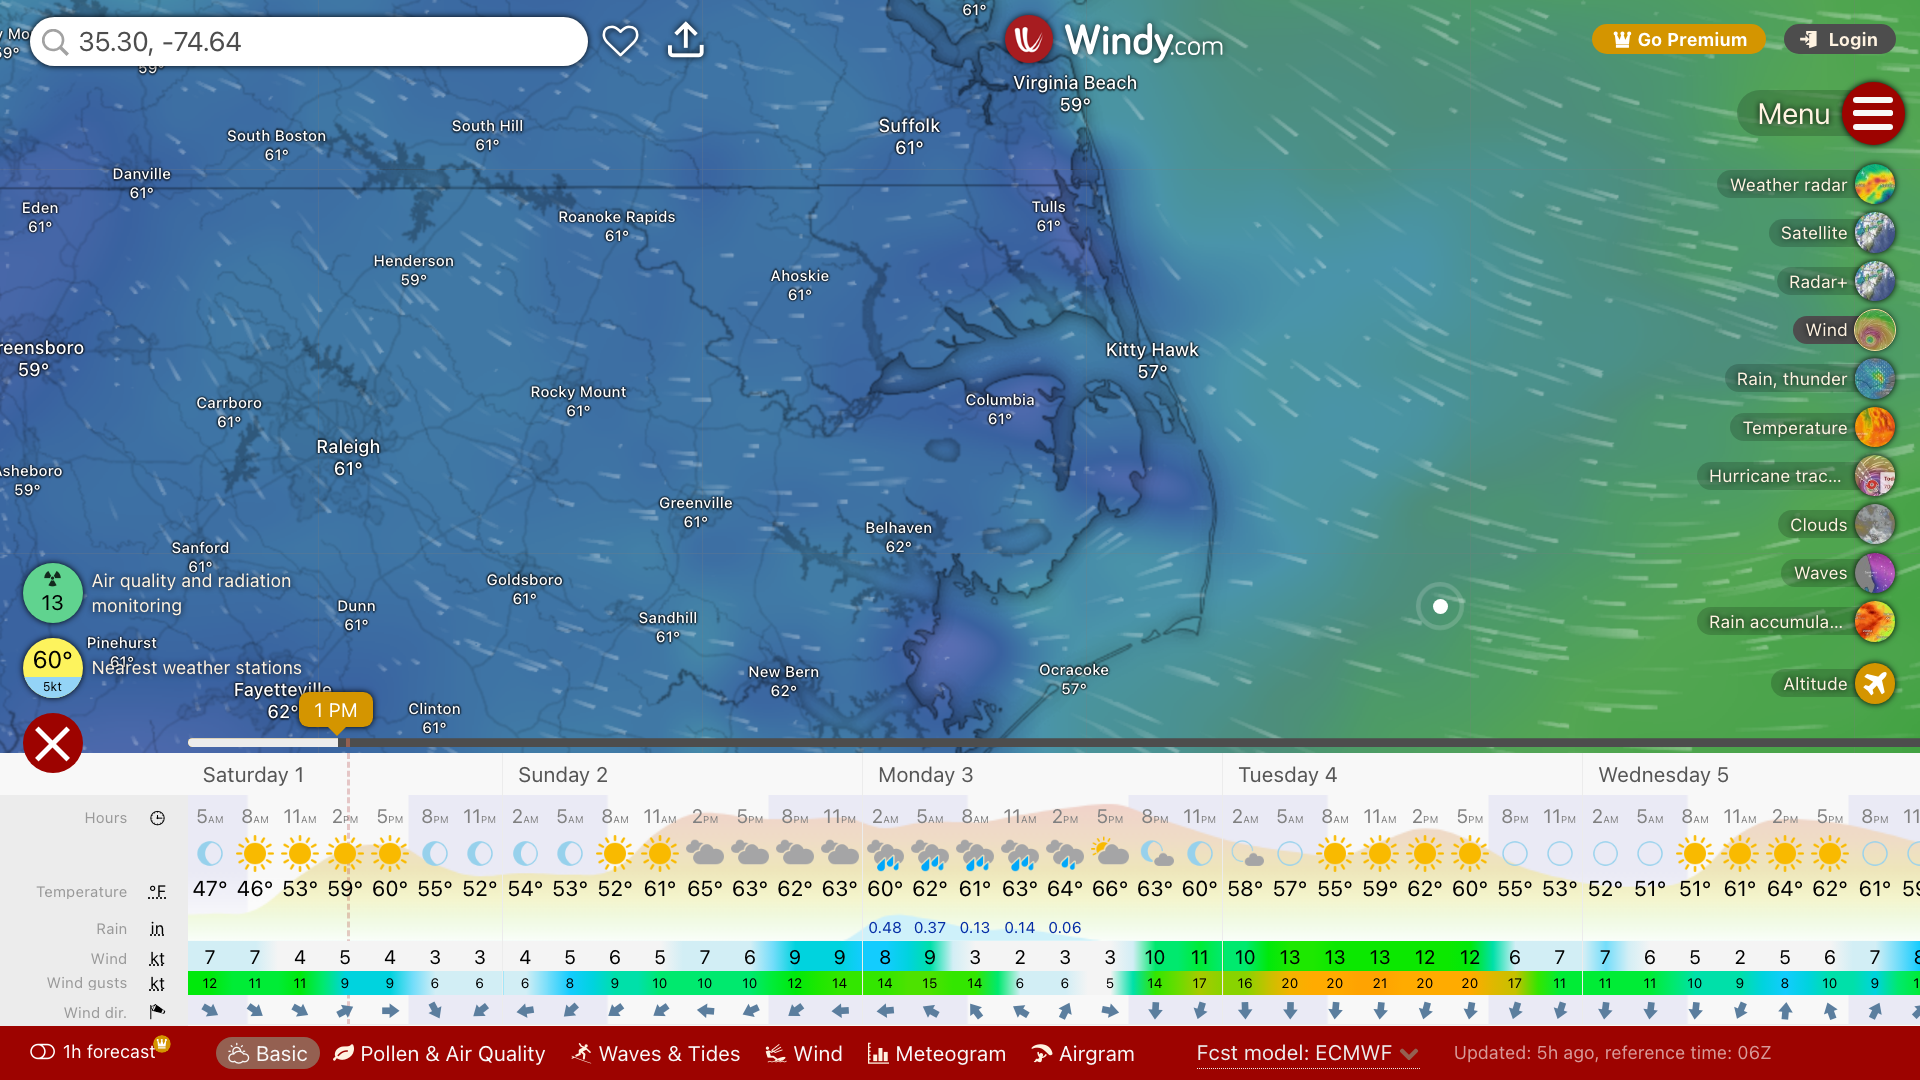 35.30, -74.64
Windy.com
Go Premium
Login
Menu
61°
59°
59°
Virginia Beach
59°
Suffolk
61°
South Boston
61°
South Hill
61°
Danville
61°
Eden
61°
Roanoke Rapids
61°
Tulls
61°
Henderson
59°
Ahoskie
61°
reensboro
59°
Kitty Hawk
57°
Carrboro
61°
Rocky Mount
61°
Columbia
61°
Raleigh
61°
Asheboro
59°
Greenville
61°
Belhaven
62°
Sanford
61°
Goldsboro
61°
Dunn
61°
Sandhill
61°
Pinehurst
61°
New Bern
62°
Ocracoke
57°
Fayetteville
62°
Clinton
61°
Weather radar
Satellite
Radar+
Wind
Rain, thunder
Temperature
Hurricane trac...
Clouds
Waves
Rain accumula...
Altitude
13
Air quality and radiation
monitoring
60°
5kt
Nearest weather stations
1 PM
Saturday 1 Sunday 2 Monday 3 Tuesday 4 Wednesday 5
Hours 5AM 8AM 11AM 2PM 5PM 8PM 11PM 2AM 5AM 8AM 11AM 2PM 5PM 8PM 11PM 2AM 5AM 8AM 11AM 2PM 5PM 8PM 11PM 2AM 5AM 8AM 11AM 2PM 5PM 8PM 11PM 2AM 5AM 8AM 11AM 2PM 5PM 8PM 11
Temperature °F 47° 46° 53° 59° 60° 55° 52° 54° 53° 52° 61° 65° 63° 62° 63° 60° 62° 61° 63° 64° 66° 63° 60° 58° 57° 55° 59° 62° 60° 55° 53° 52° 51° 51° 61° 64° 62° 61° 59
Rain in 0.48 0.37 0.13 0.14 0.06
Wind kt 7 7 4 5 4 3 3 4 5 6 5 7 6 9 9 8 9 3 2 3 3 10 11 10 13 13 13 12 12 6 7 7 6 5 2 5 6 7 8
Wind gusts kt 12 11 11 9 9 6 6 6 8 9 10 10 10 12 14 14 15 14 6 6 5 14 17 16 20 20 21 20 20 17 11 11 11 10 9 8 10 9 1
Wind dir.
1h forecast
Basic
Pollen & Air Quality
Waves & Tides
Wind
Meteogram
Airgram
Fcst model: ECMWF
Updated: 5h ago, reference time: 06Z